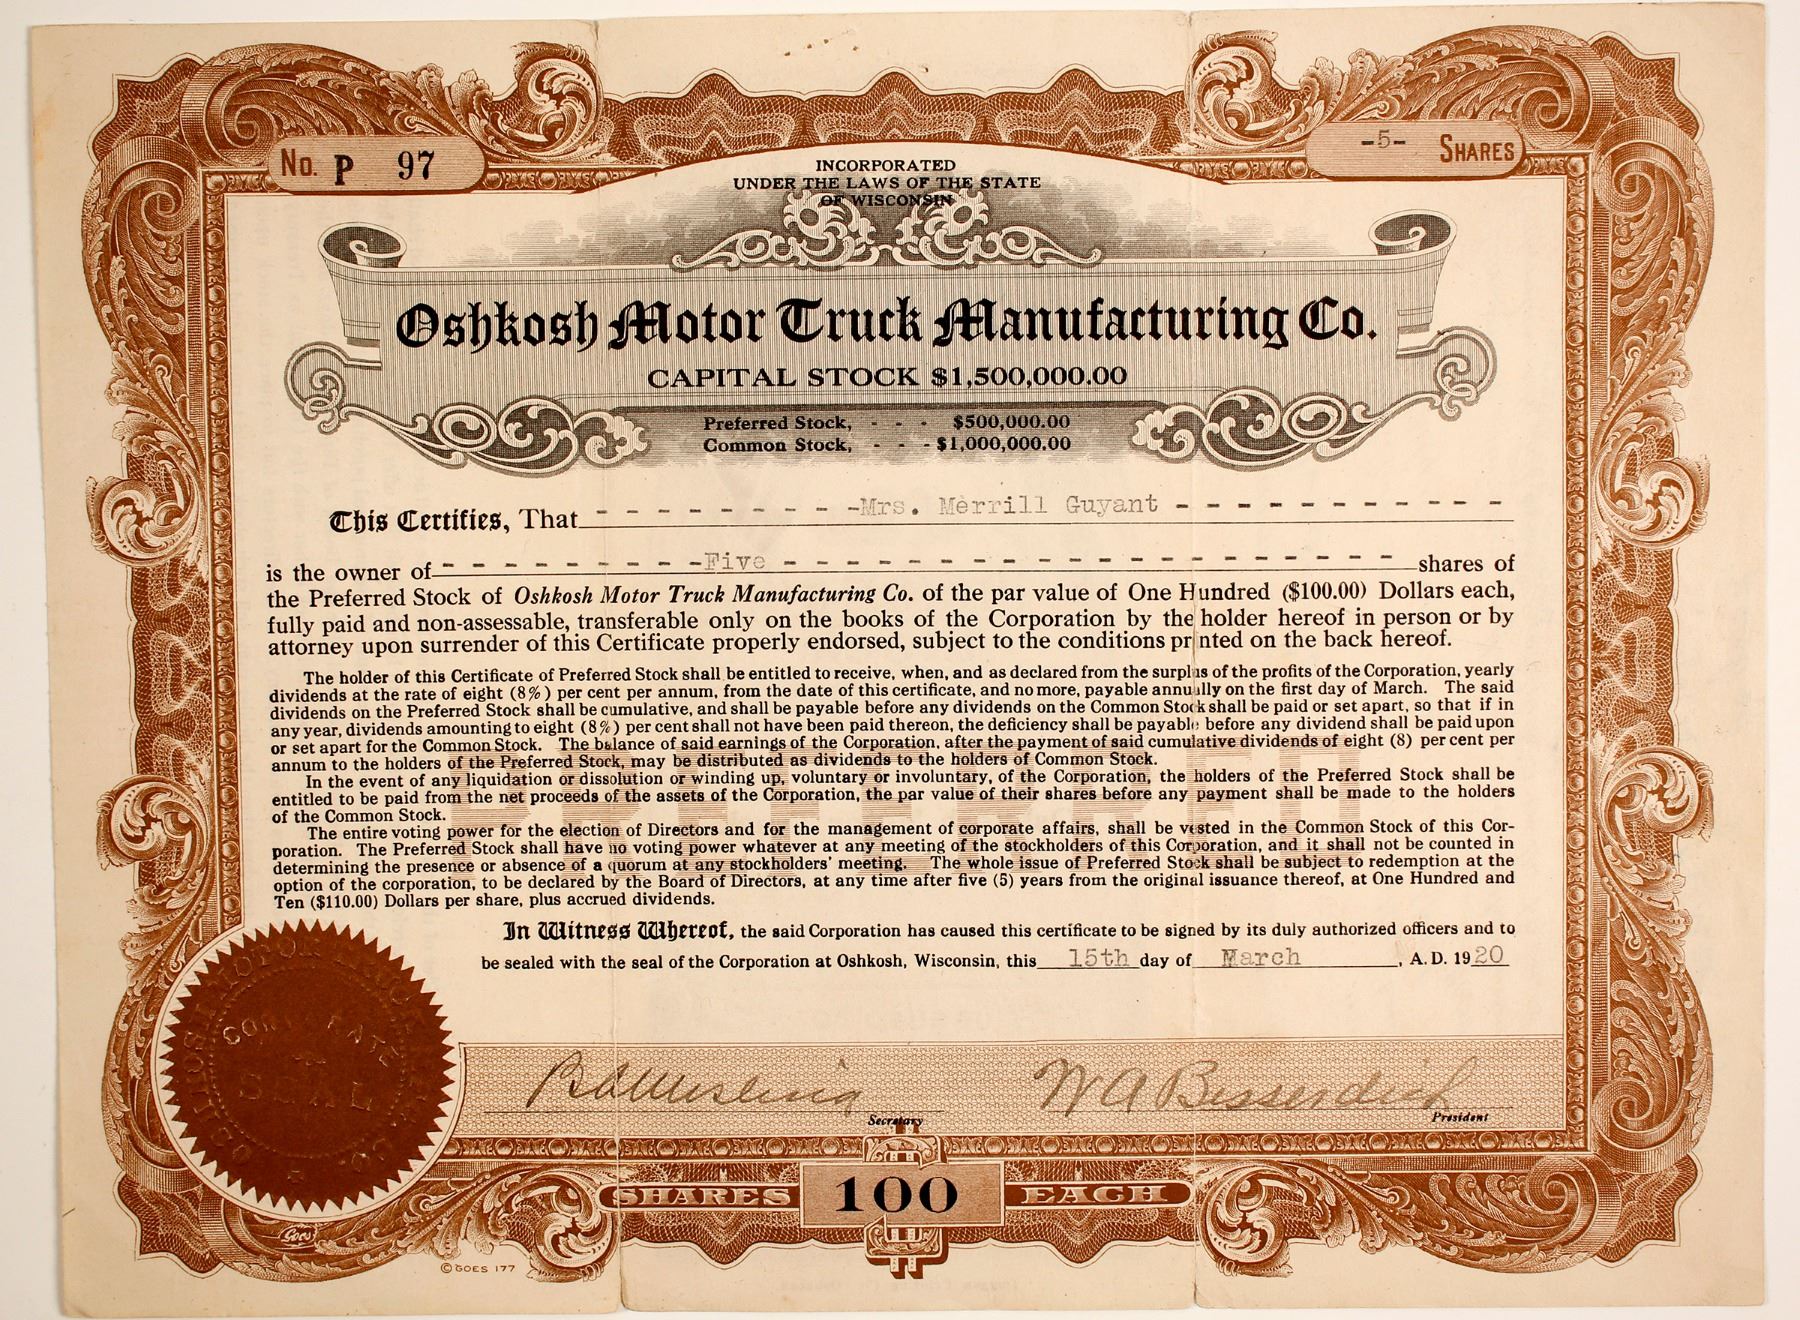 No. P 97
-5- SHARES
INCORPORATED
UNDER THE LAWS OF THE STATE
OF WISCONSIN
Oshkosh Motor Truck Manufacturing Co.
CAPITAL STOCK $1,500,000.00
Preferred Stock, - - - $500,000.00
Common Stock, - - - $1,000,000.00
This Certifies, That - - - - - - - - - -Mrs. Merrill Guyant - - - - - - - - - - -
is the owner of - - - - - - - - -Five - - - - - - - - - - - - - - - - - - - - shares of
the Preferred Stock of Oshkosh Motor Truck Manufacturing Co. of the par value of One Hundred ($100.00) Dollars each,
fully paid and non-assessable, transferable only on the books of the Corporation by the holder hereof in person or by
attorney upon surrender of this Certificate properly endorsed, subject to the conditions printed on the back hereof.
The holder of this Certificate of Preferred Stock shall be entitled to receive, when, and as declared from the surplus of the profits of the Corporation, yearly
dividends at the rate of eight (8%) per cent per annum, from the date of this certificate, and no more, payable annually on the first day of March. The said
dividends on the Preferred Stock shall be cumulative, and shall be payable before any dividends on the Common Stock shall be paid or set apart, so that if in
any year, dividends amounting to eight (8%) per cent shall not have been paid thereon, the deficiency shall be payable before any dividend shall be paid upon
or set apart for the Common Stock. The balance of said earnings of the Corporation, after the payment of said cumulative dividends of eight (8) per cent per
annum to the holders of the Preferred Stock, may be distributed as dividends to the holders of Common Stock.
In the event of any liquidation or dissolution or winding up, voluntary or involuntary, of the Corporation, the holders of the Preferred Stock shall be
entitled to be paid from the net proceeds of the assets of the Corporation, the par value of their shares before any payment shall be made to the holders
of the Common Stock.
PREFERRED
The entire voting power for the election of Directors and for the management of corporate affairs, shall be vested in the Common Stock of this Cor-
poration. The Preferred Stock shall have no voting power whatever at any meeting of the stockholders of this Corporation, and it shall not be counted in
determining the presence or absence of a quorum at any stockholders' meeting. The whole issue of Preferred Stock shall be subject to redemption at the
option of the corporation, to be declared by the Board of Directors, at any time after five (5) years from the original issuance thereof, at One Hundred and
Ten ($110.00) Dollars per share, plus accrued dividends.
In Witness Whereof, the said Corporation has caused this certificate to be signed by its duly authorized officers and to
be sealed with the seal of the Corporation at Oshkosh, Wisconsin, this 15th day of March , A.D. 1920
CORPORATE
SEAL
W A Besserdich
Secretary
President
SHARES 100 EACH
Goes
© GOES 177